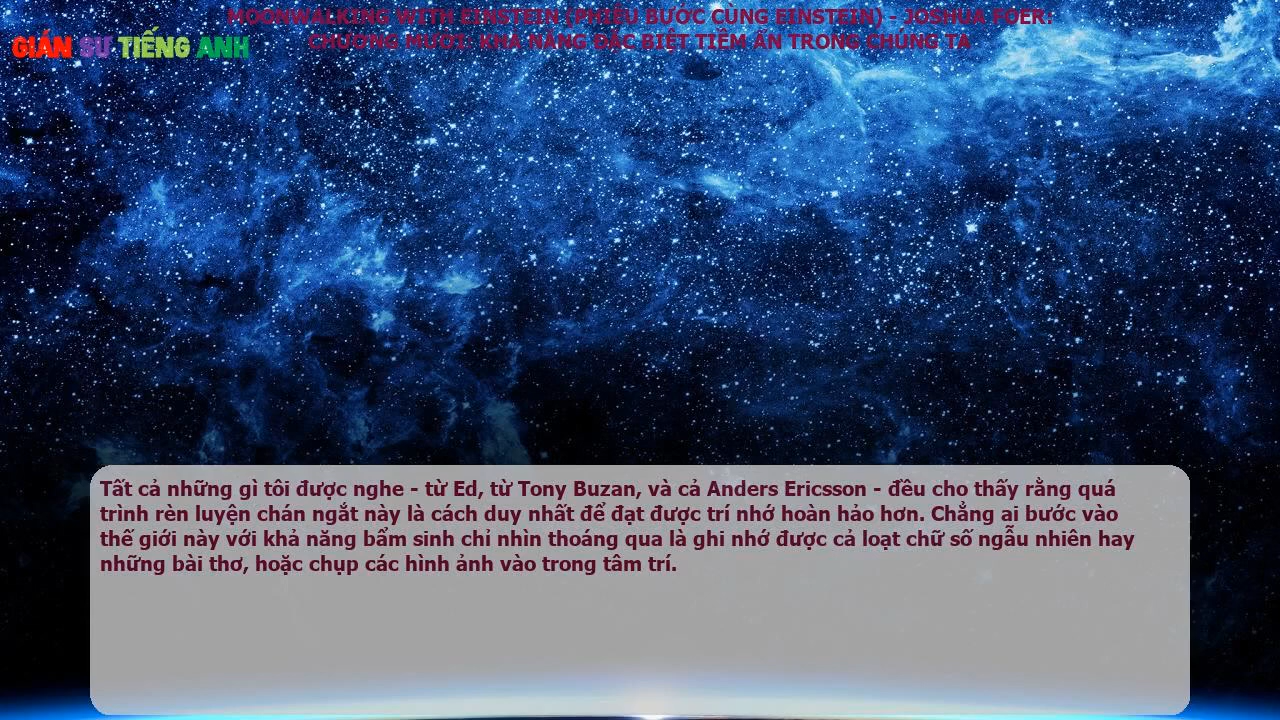 MOONWALKING WITH EINSTEIN (PHIÊU BƯỚC CÙNG EINSTEIN) - JOSHUA FOER:
CHƯƠNG MƯỜI: KHẢ NĂNG ĐẶC BIỆT TIỀM ẨN TRONG CHÚNG TA
GIÁN SƯ TIẾNG ANH
Tất cả những gì tôi được nghe - từ Ed, từ Tony Buzan, và cả Anders Ericsson - đều cho thấy rằng quá
trình rèn luyện chán ngắt này là cách duy nhất để đạt được trí nhớ hoàn hảo hơn. Chẳng ai bước vào
thế giới này với khả năng bẩm sinh chỉ nhìn thoáng qua là ghi nhớ được cả loạt chữ số ngẫu nhiên hay
những bài thơ, hoặc chụp các hình ảnh vào trong tâm trí.